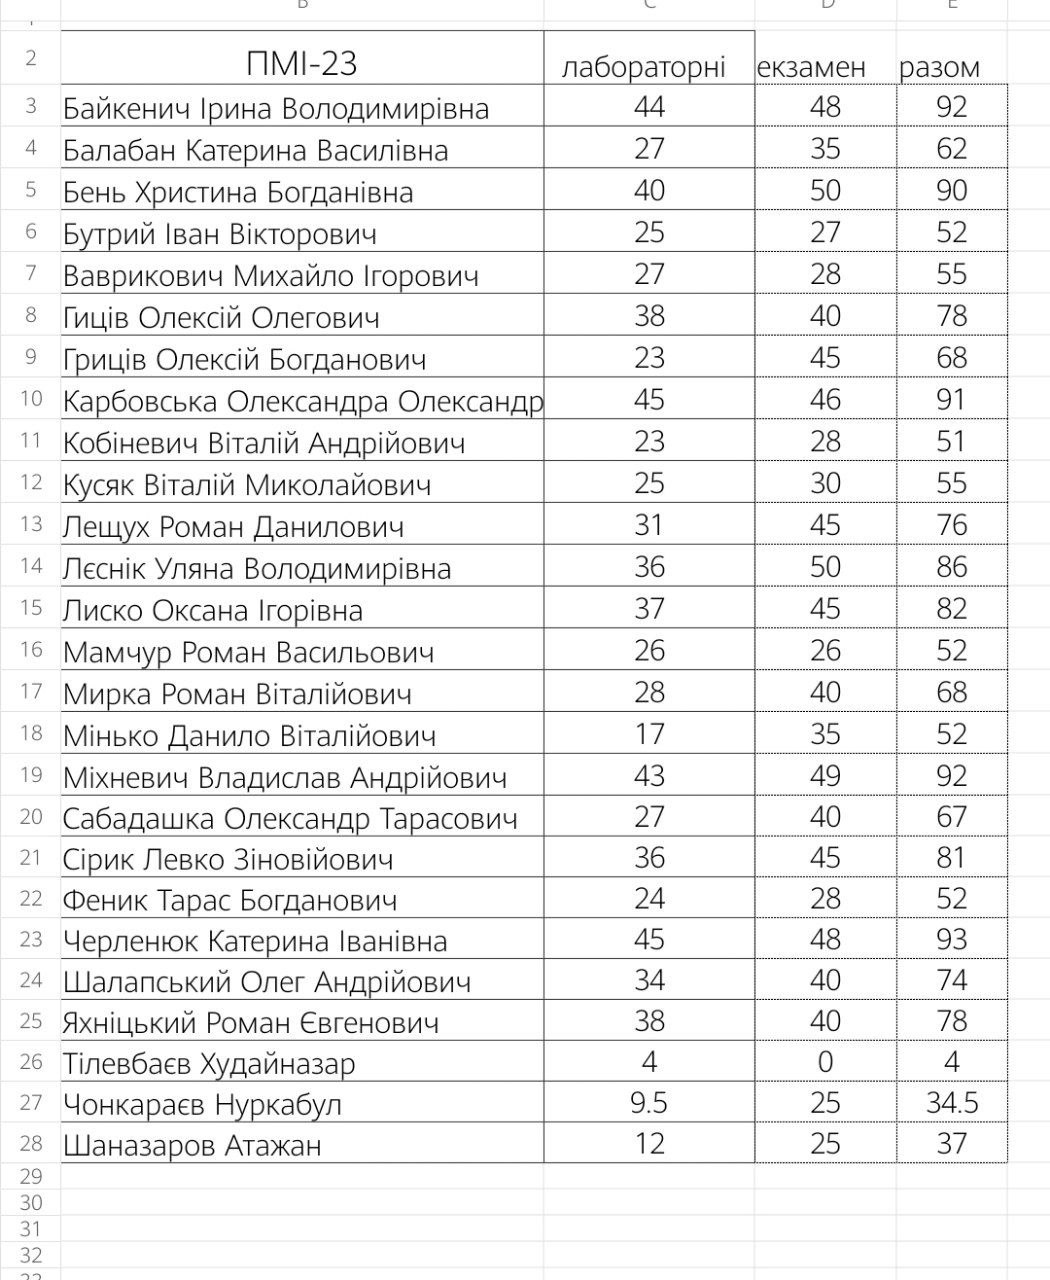 B C D E
2 ПМІ-23 лабораторні екзамен разом
3 Байкенич Ірина Володимирівна 44 48 92
4 Балабан Катерина Василівна 27 35 62
5 Бень Христина Богданівна 40 50 90
6 Бутрий Іван Вікторович 25 27 52
7 Ваврикович Михайло Ігорович 27 28 55
8 Гиців Олексій Олегович 38 40 78
9 Гриців Олексій Богданович 23 45 68
10 Карбовська Олександра Олександр 45 46 91
11 Кобіневич Віталій Андрійович 23 28 51
12 Кусяк Віталій Миколайович 25 30 55
13 Лещух Роман Данилович 31 45 76
14 Лєснік Уляна Володимирівна 36 50 86
15 Лиско Оксана Ігорівна 37 45 82
16 Мамчур Роман Васильович 26 26 52
17 Мирка Роман Віталійович 28 40 68
18 Мінько Данило Віталійович 17 35 52
19 Міхневич Владислав Андрійович 43 49 92
20 Сабадашка Олександр Тарасович 27 40 67
21 Сірик Левко Зіновійович 36 45 81
22 Феник Тарас Богданович 24 28 52
23 Черленюк Катерина Іванівна 45 48 93
24 Шалапський Олег Андрійович 34 40 74
25 Яхніцький Роман Євгенович 38 40 78
26 Тілевбаєв Худайназар 4 0 4
27 Чонкараєв Нуркабул 9.5 25 34.5
28 Шаназаров Атажан 12 25 37
29
30
31
32